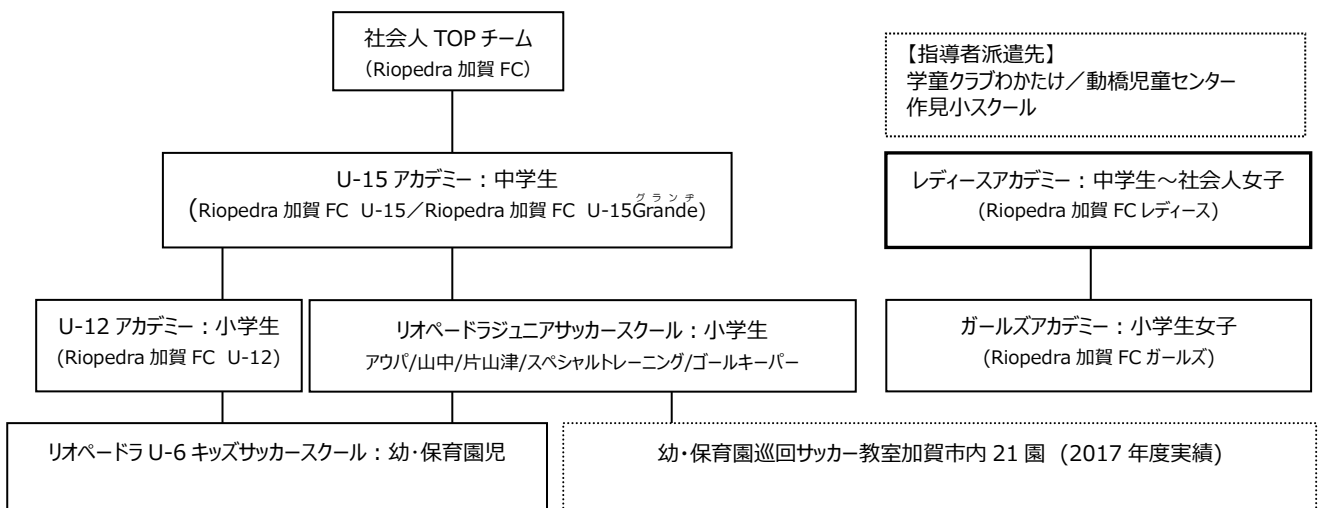 社会人 TOP チーム
(Riopedra 加賀 FC)
【指導者派遣先】
学童クラブわかたけ／動橋児童センター
作見小スクール
U-15 アカデミー：中学生
グランヂ
(Riopedra 加賀 FC U-15／Riopedra 加賀 FC U-15Grande)
レディースアカデミー：中学生～社会人女子
(Riopedra 加賀 FC レディース)
U-12 アカデミー：小学生
(Riopedra 加賀 FC U-12)
リオペードラジュニアサッカースクール：小学生
アウパ/山中/片山津/スペシャルトレーニング/ゴールキーパー
ガールズアカデミー：小学生女子
(Riopedra 加賀 FC ガールズ)
リオペードラ U-6 キッズサッカースクール：幼・保育園児
幼・保育園巡回サッカー教室加賀市内 21 園 (2017 年度実績)